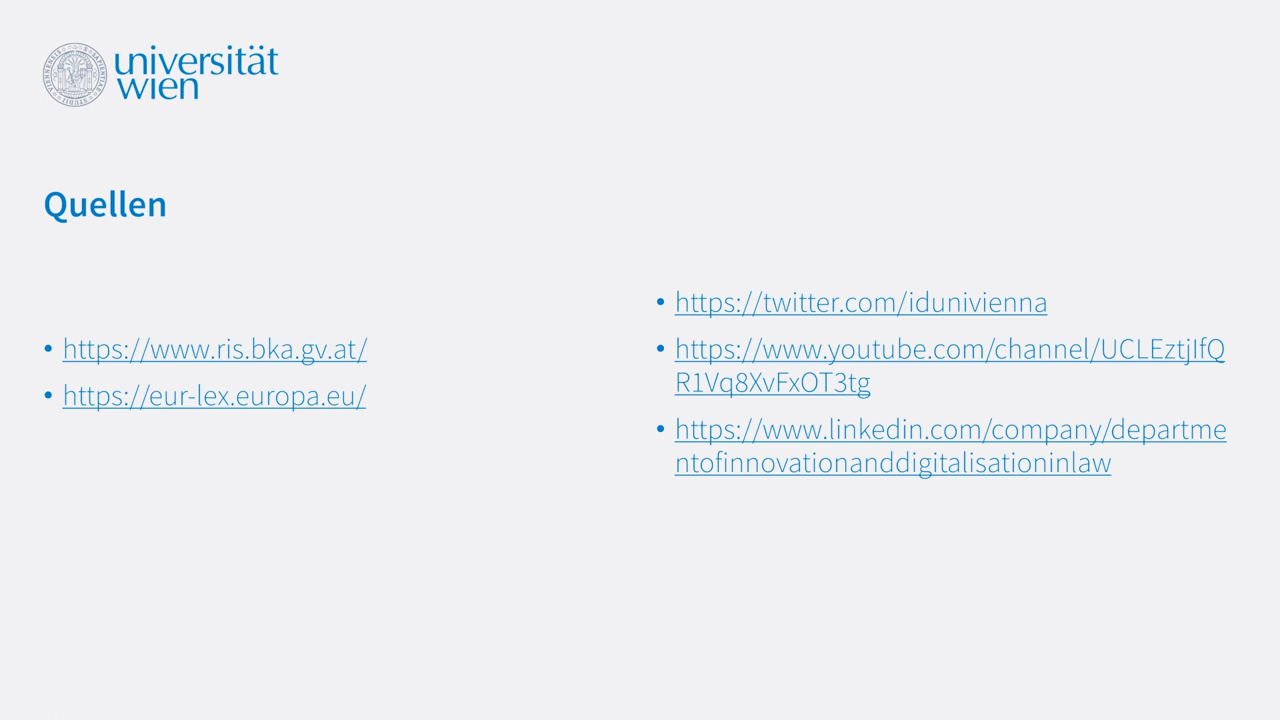 universität
wien
Quellen
• https://www.ris.bka.gv.at/
• https://eur-lex.europa.eu/
• https://twitter.com/idunivienna
• https://www.youtube.com/channel/UCLEztjIfQ
R1Vq8XvFxOT3tg
• https://www.linkedin.com/company/departme
ntofinnovationanddigitalisationinlaw